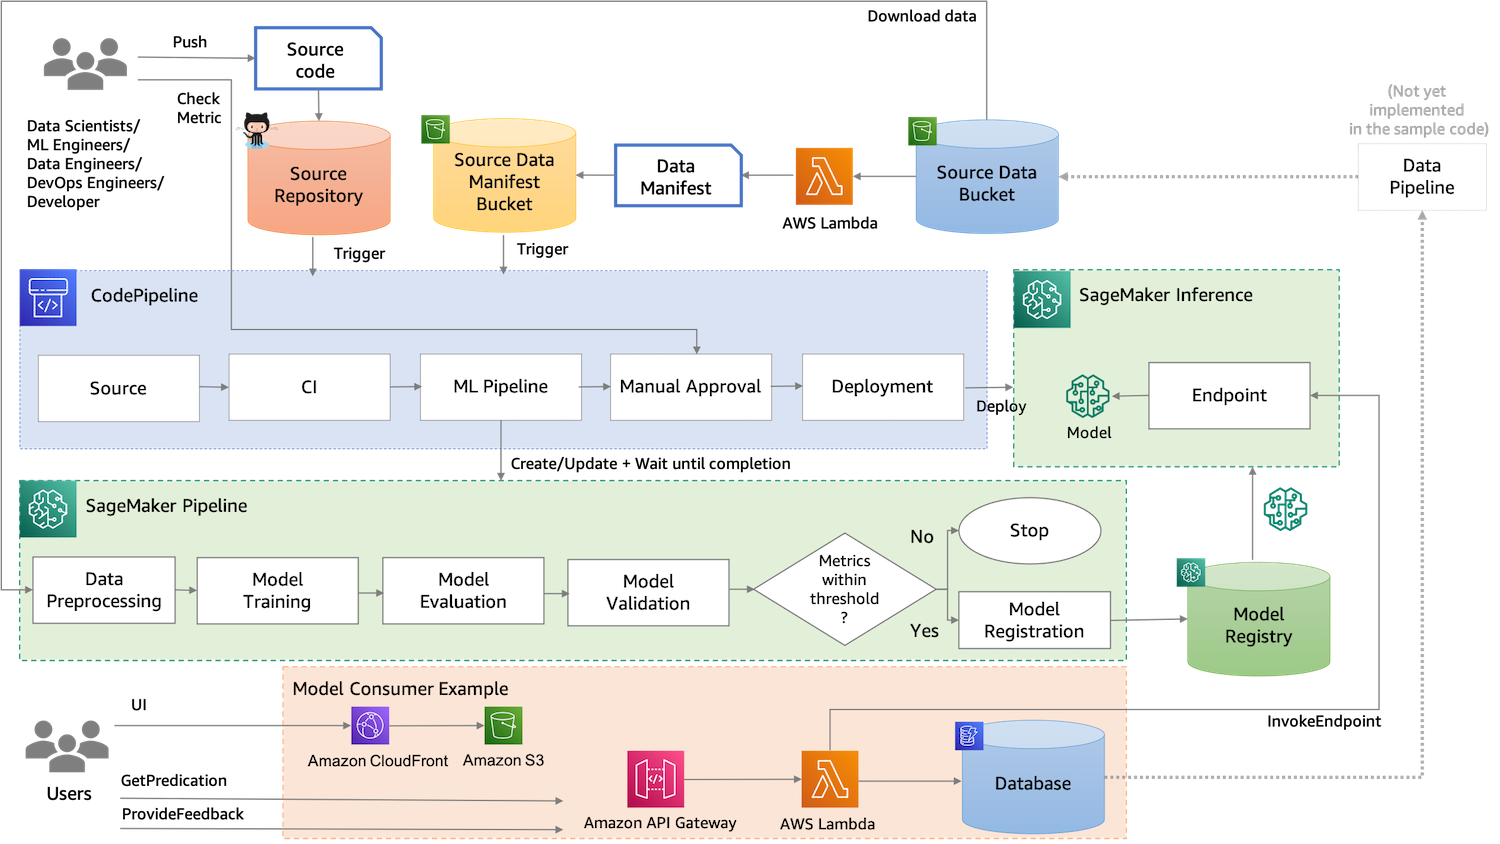 Download data
Push
Source
code
Check
Metric
(Not yet
implemented
in the sample code)
Data Scientists/
ML Engineers/
Data Engineers/
DevOps Engineers/
Developer
Source
Repository
Source Data
Manifest
Bucket
Data
Manifest
AWS Lambda
Source Data
Bucket
Data
Pipeline
Trigger
Trigger
CodePipeline
Source
CI
ML Pipeline
Manual Approval
Deployment
Deploy
SageMaker Inference
Model
Endpoint
Create/Update + Wait until completion
SageMaker Pipeline
Data
Preprocessing
Model
Training
Model
Evaluation
Model
Validation
Metrics
within
threshold
?
No
Stop
Yes
Model
Registration
Model
Registry
Model Consumer Example
UI
Amazon CloudFront
Amazon S3
InvokeEndpoint
Users
GetPredication
ProvideFeedback
Amazon API Gateway
AWS Lambda
Database